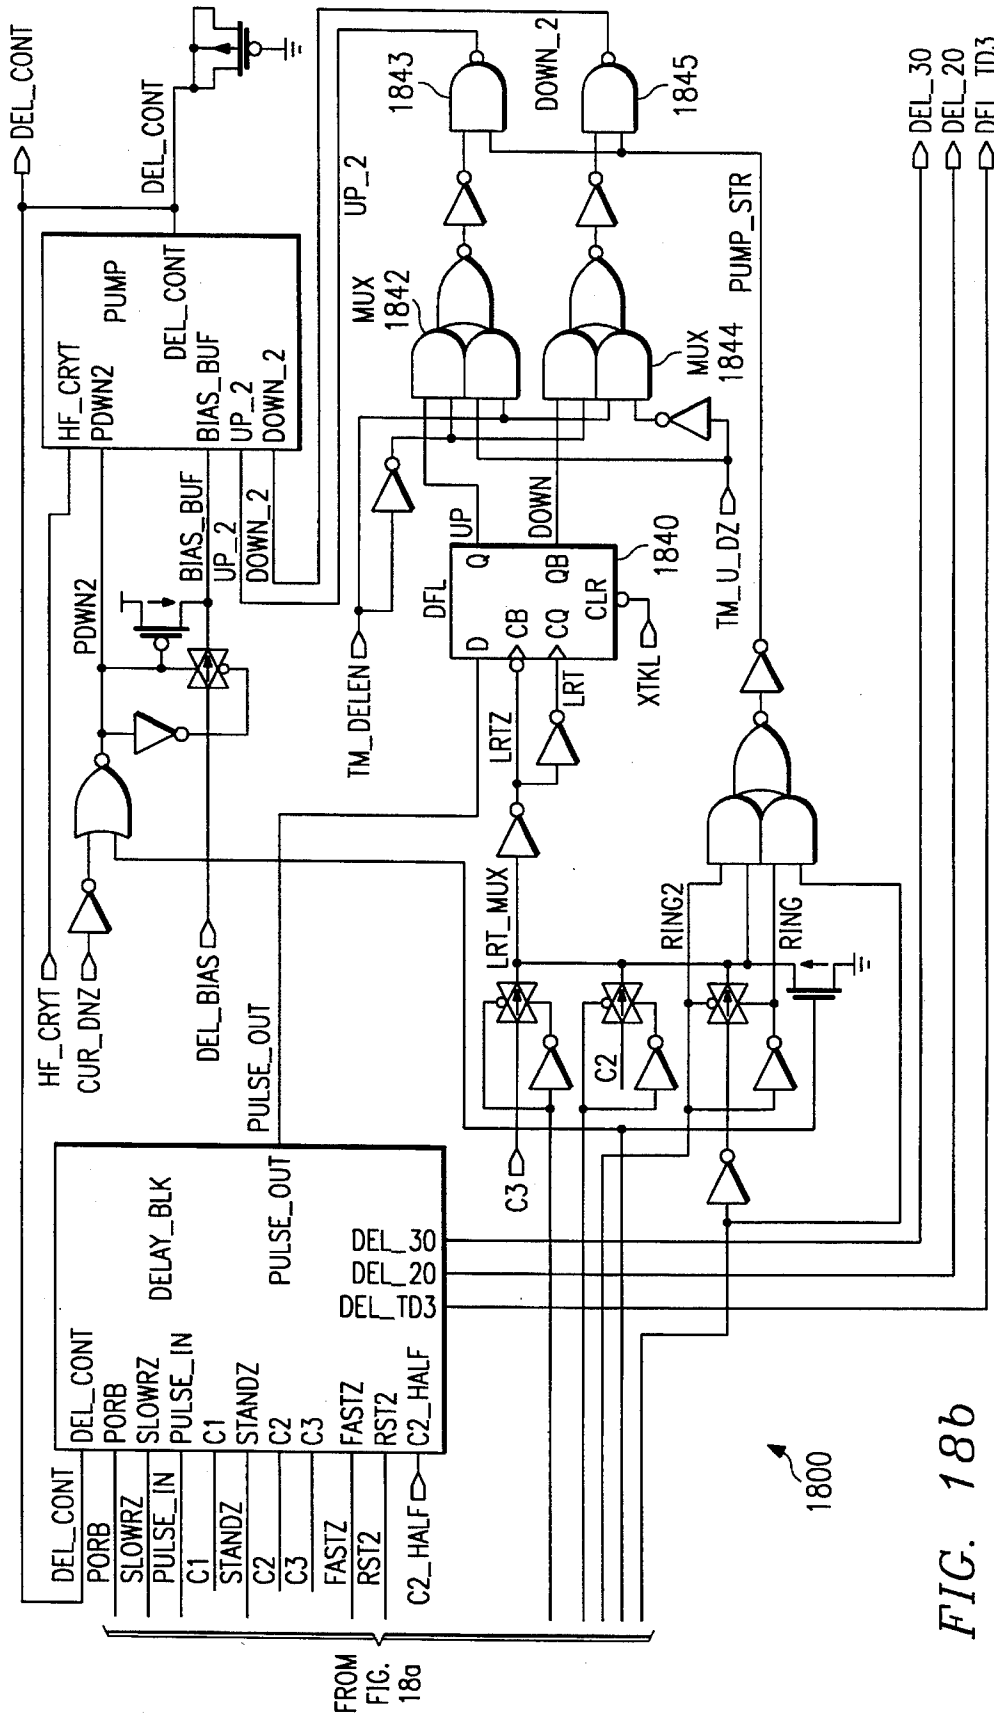 DEL_CONT
DEL_CONT
HF_CRYT
PDWN2
PUMP
DEL_CONT
BIAS_BUF
UP_2
DOWN_2
PDWN2
BIAS_BUF
UP_2
DOWN_2
HF_CRYT
CUR_DNZ
DEL_BIAS
UP_2
1843
DOWN_2
1845
MUX
1842
MUX
1844
PUMP_STR
TM_DELEN
DFL
D
Q
UP
CB
CQ
QB
DOWN
CLR
1840
XTKL
TM_U_DZ
LRTZ
LRT
PULSE_OUT
LRT_MUX
C3
C2
RING2
RING
DELAY_BLK
PULSE_OUT
DEL_30
DEL_20
DEL_TD3
DEL_CONT
PORB
SLOWRZ
PULSE_IN
C1
STANDZ
C2
C3
FASTZ
RST2
C2_HALF
DEL_CONT
PORB
SLOWRZ
PULSE_IN
C1
STANDZ
C2
C3
FASTZ
RST2
C2_HALF
FROM
FIG.
18a
DEL_30
DEL_20
DEL_TD3
1800
FIG. 18b